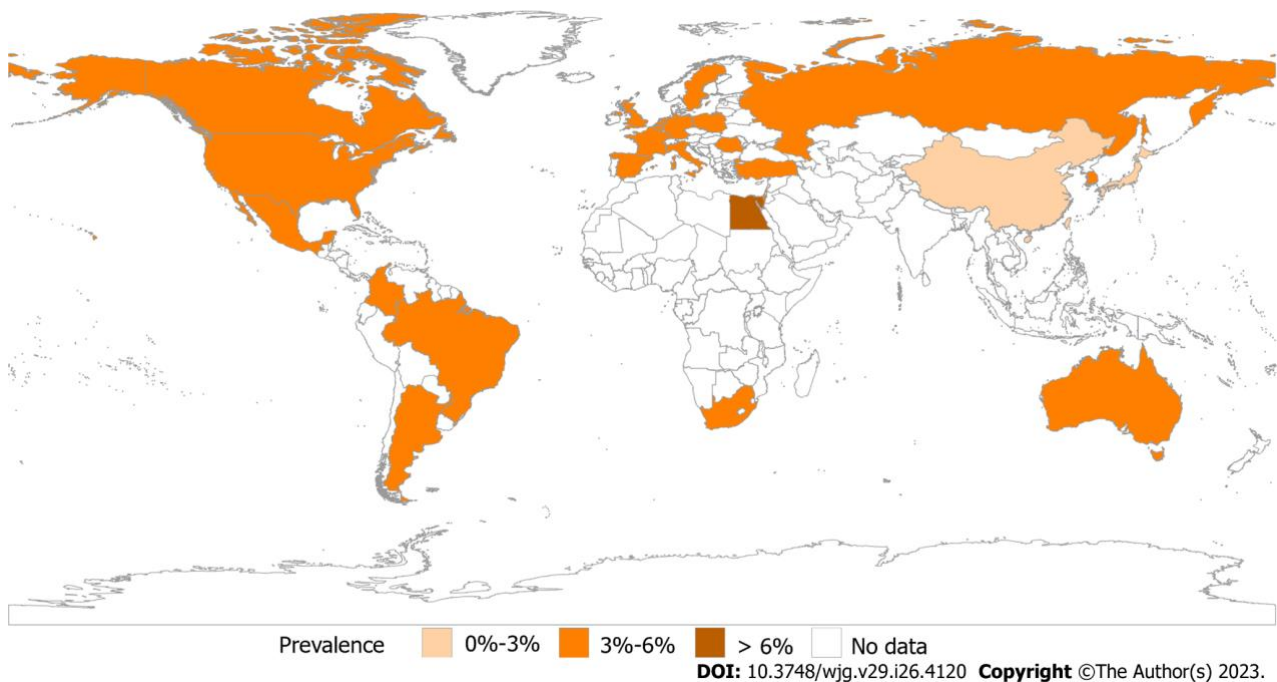 Prevalence 0%-3% 3%-6% > 6% No data
DOI: 10.3748/wjg.v29.i26.4120 Copyright ©The Author(s) 2023.